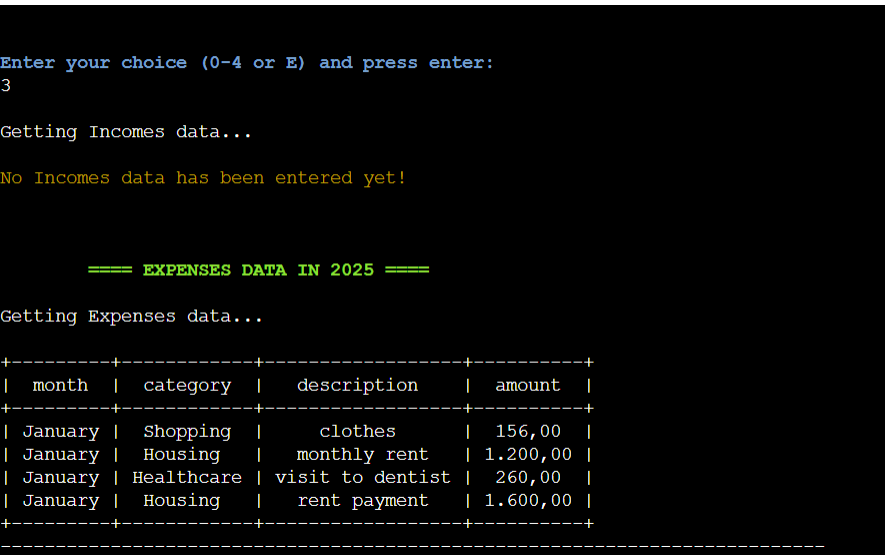 Enter your choice (0-4 or E) and press enter:
3
Getting Incomes data...
No Incomes data has been entered yet!
==== EXPENSES DATA IN 2025 ====
Getting Expenses data...
+---------+------------+------------------+----------+
|  month  |  category  |   description    |  amount  |
+---------+------------+------------------+----------+
| January |  Shopping  |     clothes      |  156,00  |
| January |  Housing   |   monthly rent   | 1.200,00 |
| January | Healthcare | visit to dentist |  260,00  |
| January |  Housing   |   rent payment   | 1.600,00 |
+---------+------------+------------------+----------+
---------------------------------------------------------------------------